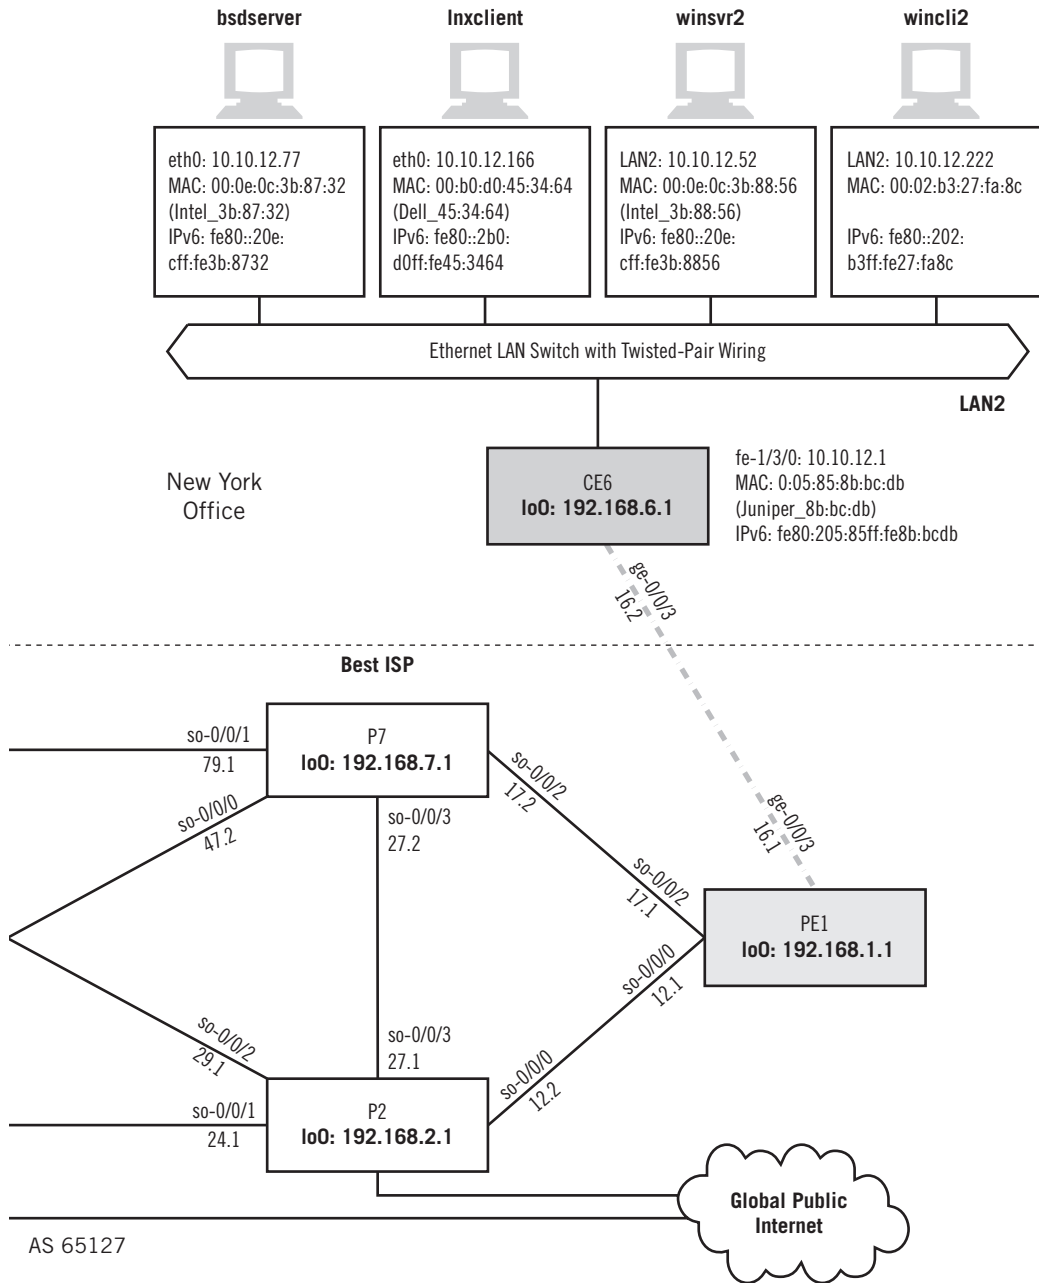 bsdserver
lnxclient
winsvr2
wincli2
eth0: 10.10.12.77
MAC: 00:0e:0c:3b:87:32
(Intel_3b:87:32)
IPv6: fe80::20e:
cff:fe3b:8732
eth0: 10.10.12.166
MAC: 00:b0:d0:45:34:64
(Dell_45:34:64)
IPv6: fe80::2b0:
d0ff:fe45:3464
LAN2: 10.10.12.52
MAC: 00:0e:0c:3b:88:56
(Intel_3b:88:56)
IPv6: fe80::20e:
cff:fe3b:8856
LAN2: 10.10.12.222
MAC: 00:02:b3:27:fa:8c
IPv6: fe80::202:
b3ff:fe27:fa8c
Ethernet LAN Switch with Twisted-Pair Wiring
LAN2
New York
Office
CE6
lo0: 192.168.6.1
fe-1/3/0: 10.10.12.1
MAC: 0:05:85:8b:bc:db
(Juniper_8b:bc:db)
IPv6: fe80:205:85ff:fe8b:bcdb
ge-0/0/3
16.2
Best ISP
so-0/0/1
79.1
P7
lo0: 192.168.7.1
so-0/0/2
17.2
so-0/0/0
47.2
so-0/0/3
27.2
ge-0/0/3
16.1
so-0/0/2
17.1
PE1
lo0: 192.168.1.1
so-0/0/0
12.1
so-0/0/2
29.1
so-0/0/3
27.1
so-0/0/0
12.2
so-0/0/1
24.1
P2
lo0: 192.168.2.1
Global Public
Internet
AS 65127